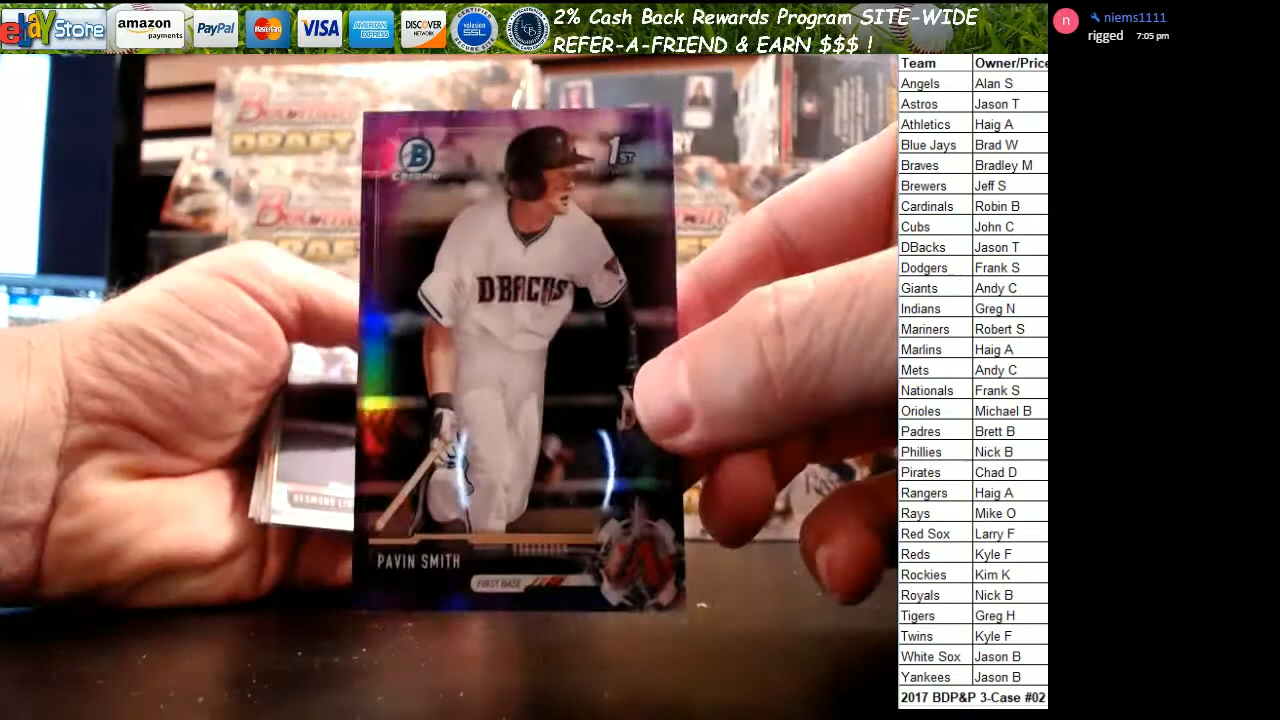 ebay Store
amazon
payments
PayPal
MasterCard
VISA
AMERICAN
EXPRESS
DISCOVER
NETWORK
volusion
SSL
2% Cash Back Rewards Program SITE-WIDE
REFER-A-FRIEND & EARN $$$ !
n
niems1111
rigged 7:05 pm
Team Owner/Price
Angels Alan S
Astros Jason T
Athletics Haig A
Blue Jays Brad W
Braves Bradley M
Brewers Jeff S
Cardinals Robin B
Cubs John C
DBacks Jason T
Dodgers Frank S
Giants Andy C
Indians Greg N
Mariners Robert S
Marlins Haig A
Mets Andy C
Nationals Frank S
Orioles Michael B
Padres Brett B
Phillies Nick B
Pirates Chad D
Rangers Haig A
Rays Mike O
Red Sox Larry F
Reds Kyle F
Rockies Kim K
Royals Nick B
Tigers Greg H
Twins Kyle F
White Sox Jason B
Yankees Jason B
2017 BDP&P 3-Case #02
DRAFT
B
Chrome
1ST
DBACKS
PAVIN SMITH
FIRST BASE